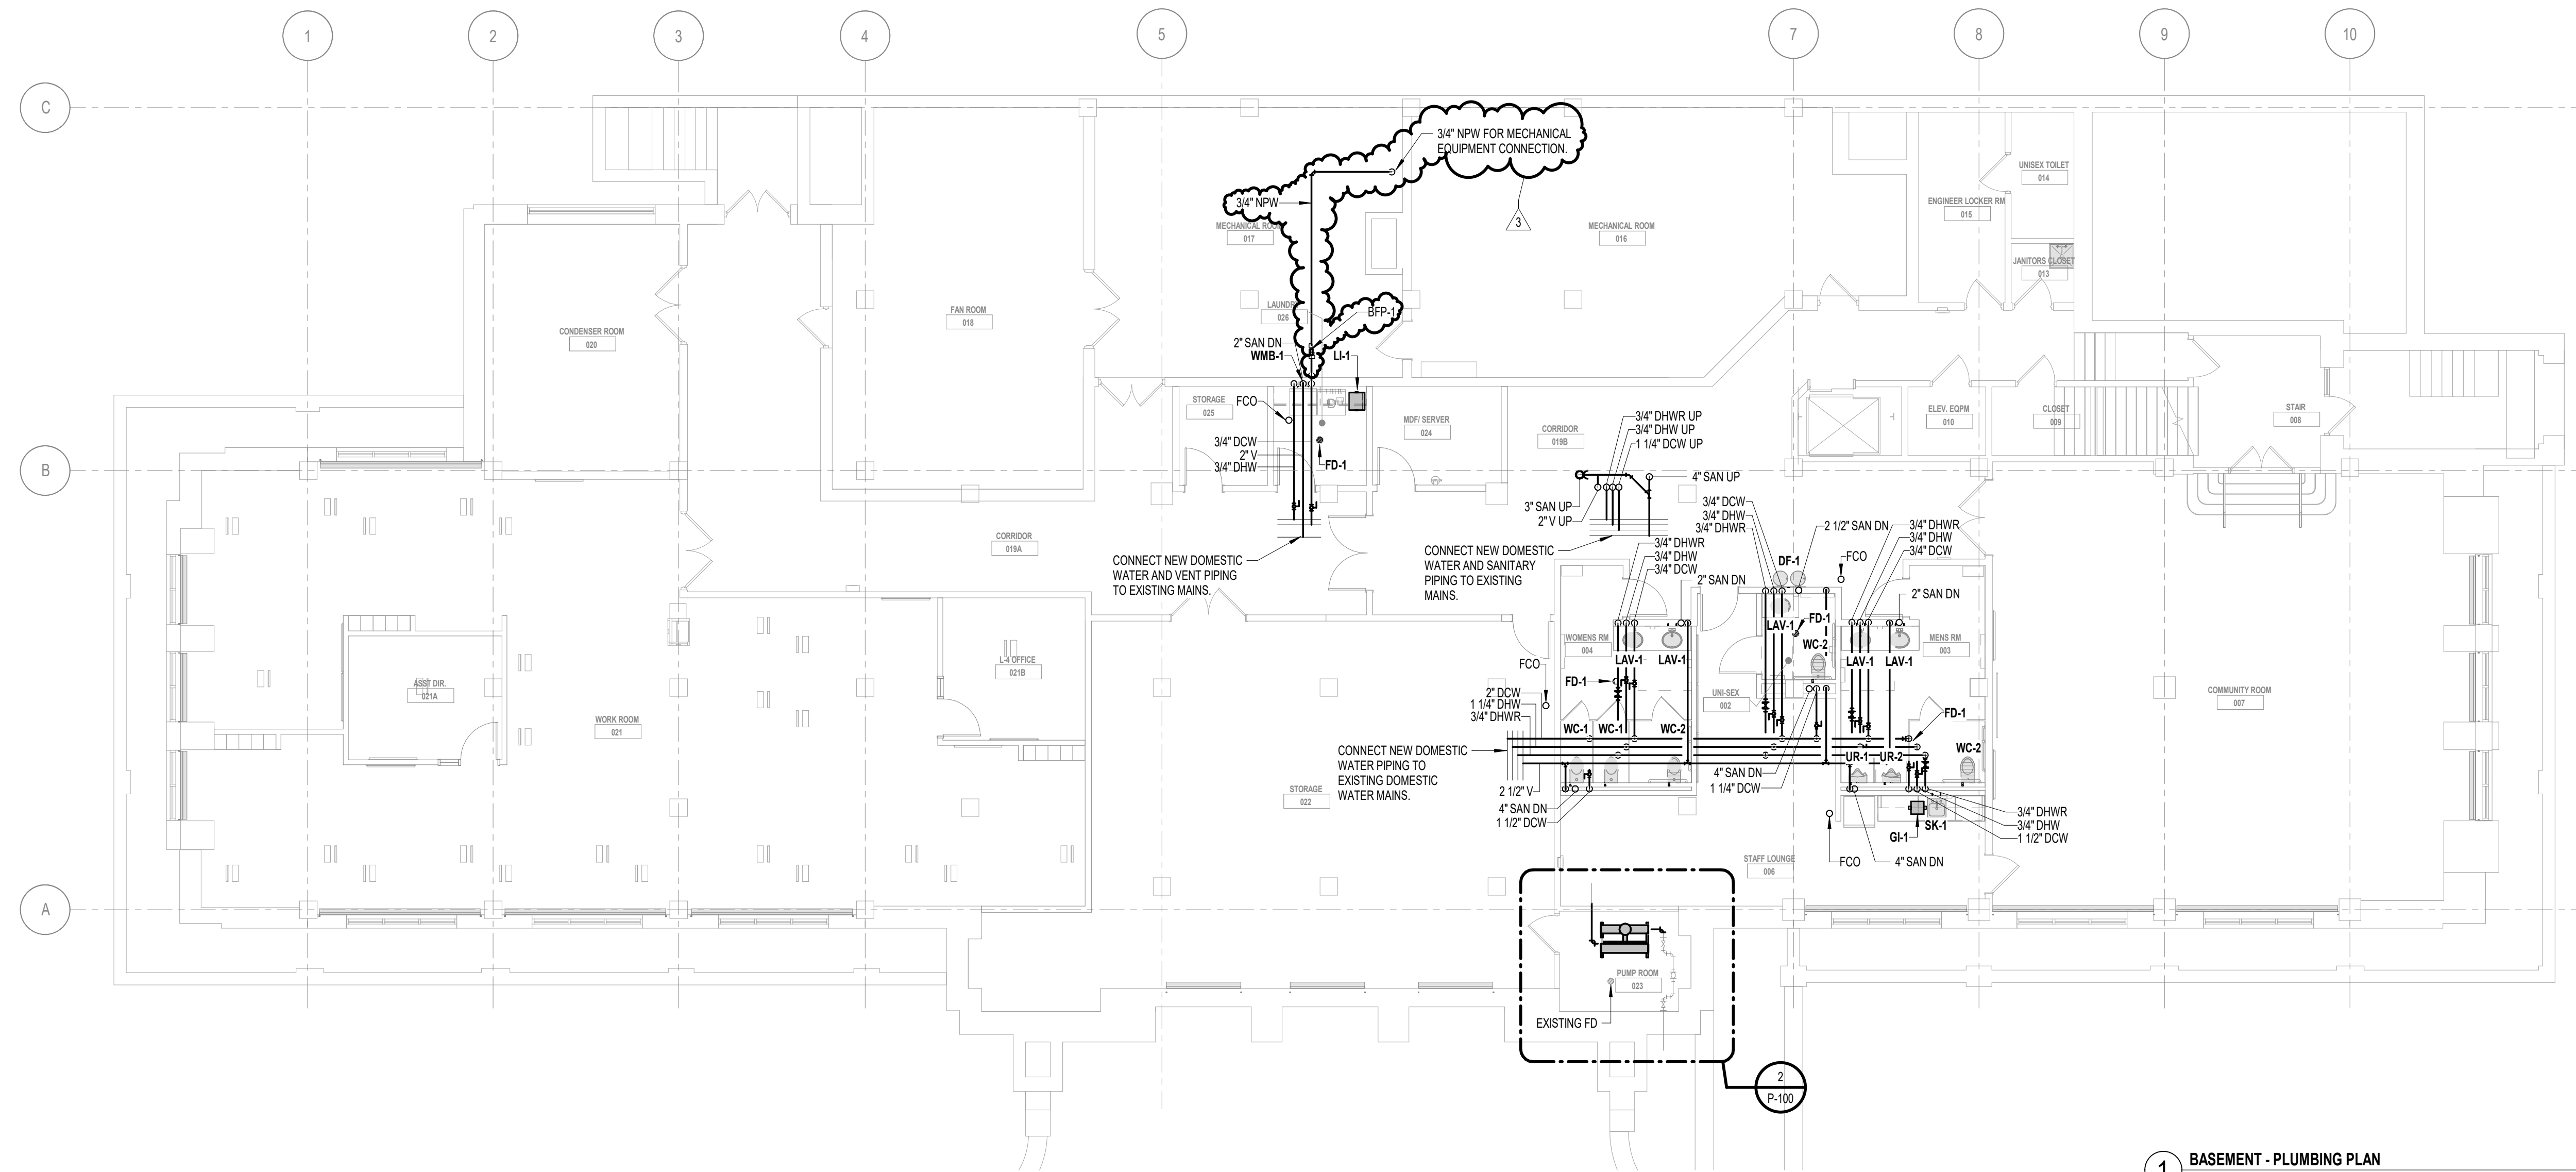 1
2
3
4
5
7
8
9
10
C
B
A
3/4" NPW FOR MECHANICAL
EQUIPMENT CONNECTION.
3
3/4" NPW
MECHANICAL ROOM
017
MECHANICAL ROOM
016
UNISEX TOILET
014
ENGINEER LOCKER RM
015
JANITORS CLOSET
013
FAN ROOM
018
CONDENSER ROOM
020
LAUNDRY
026
BFP-1
2" SAN DN
WMB-1
LI-1
STORAGE
025
FCO
MDF/ SERVER
024
CORRIDOR
019B
ELEV. EQPM
010
CLOSET
009
STAIR
008
3/4" DHWR UP
3/4" DHW UP
1 1/4" DCW UP
3/4" DCW
2" V
3/4" DHW
FD-1
4" SAN UP
3" SAN UP
2" V UP
3/4" DCW
3/4" DHW
3/4" DHWR
2 1/2" SAN DN
3/4" DHWR
3/4" DHW
3/4" DCW
CORRIDOR
019A
CONNECT NEW DOMESTIC
WATER AND VENT PIPING
TO EXISTING MAINS.
CONNECT NEW DOMESTIC
WATER AND SANITARY
PIPING TO EXISTING
MAINS.
3/4" DHWR
3/4" DHW
3/4" DCW
2" SAN DN
DF-1
FCO
2" SAN DN
WOMENS RM
004
LAV-1
LAV-1
LAV-1
FD-1
WC-2
LAV-1
LAV-1
MENS RM
003
L-4 OFFICE
021B
ASST DIR.
021A
WORK ROOM
021
FCO
FD-1
UNI-SEX
002
COMMUNITY ROOM
007
2" DCW
1 1/4" DHW
3/4" DHWR
WC-1
WC-1
WC-2
FD-1
WC-2
UR-1
UR-2
CONNECT NEW DOMESTIC
WATER PIPING TO
EXISTING DOMESTIC
WATER MAINS.
STORAGE
022
2 1/2" V
4" SAN DN
1 1/2" DCW
4" SAN DN
1 1/4" DCW
3/4" DHWR
3/4" DHW
1 1/2" DCW
SK-1
GI-1
FCO
4" SAN DN
STAFF LOUNGE
006
PUMP ROOM
023
EXISTING FD
2
P-100
1
BASEMENT - PLUMBING PLAN